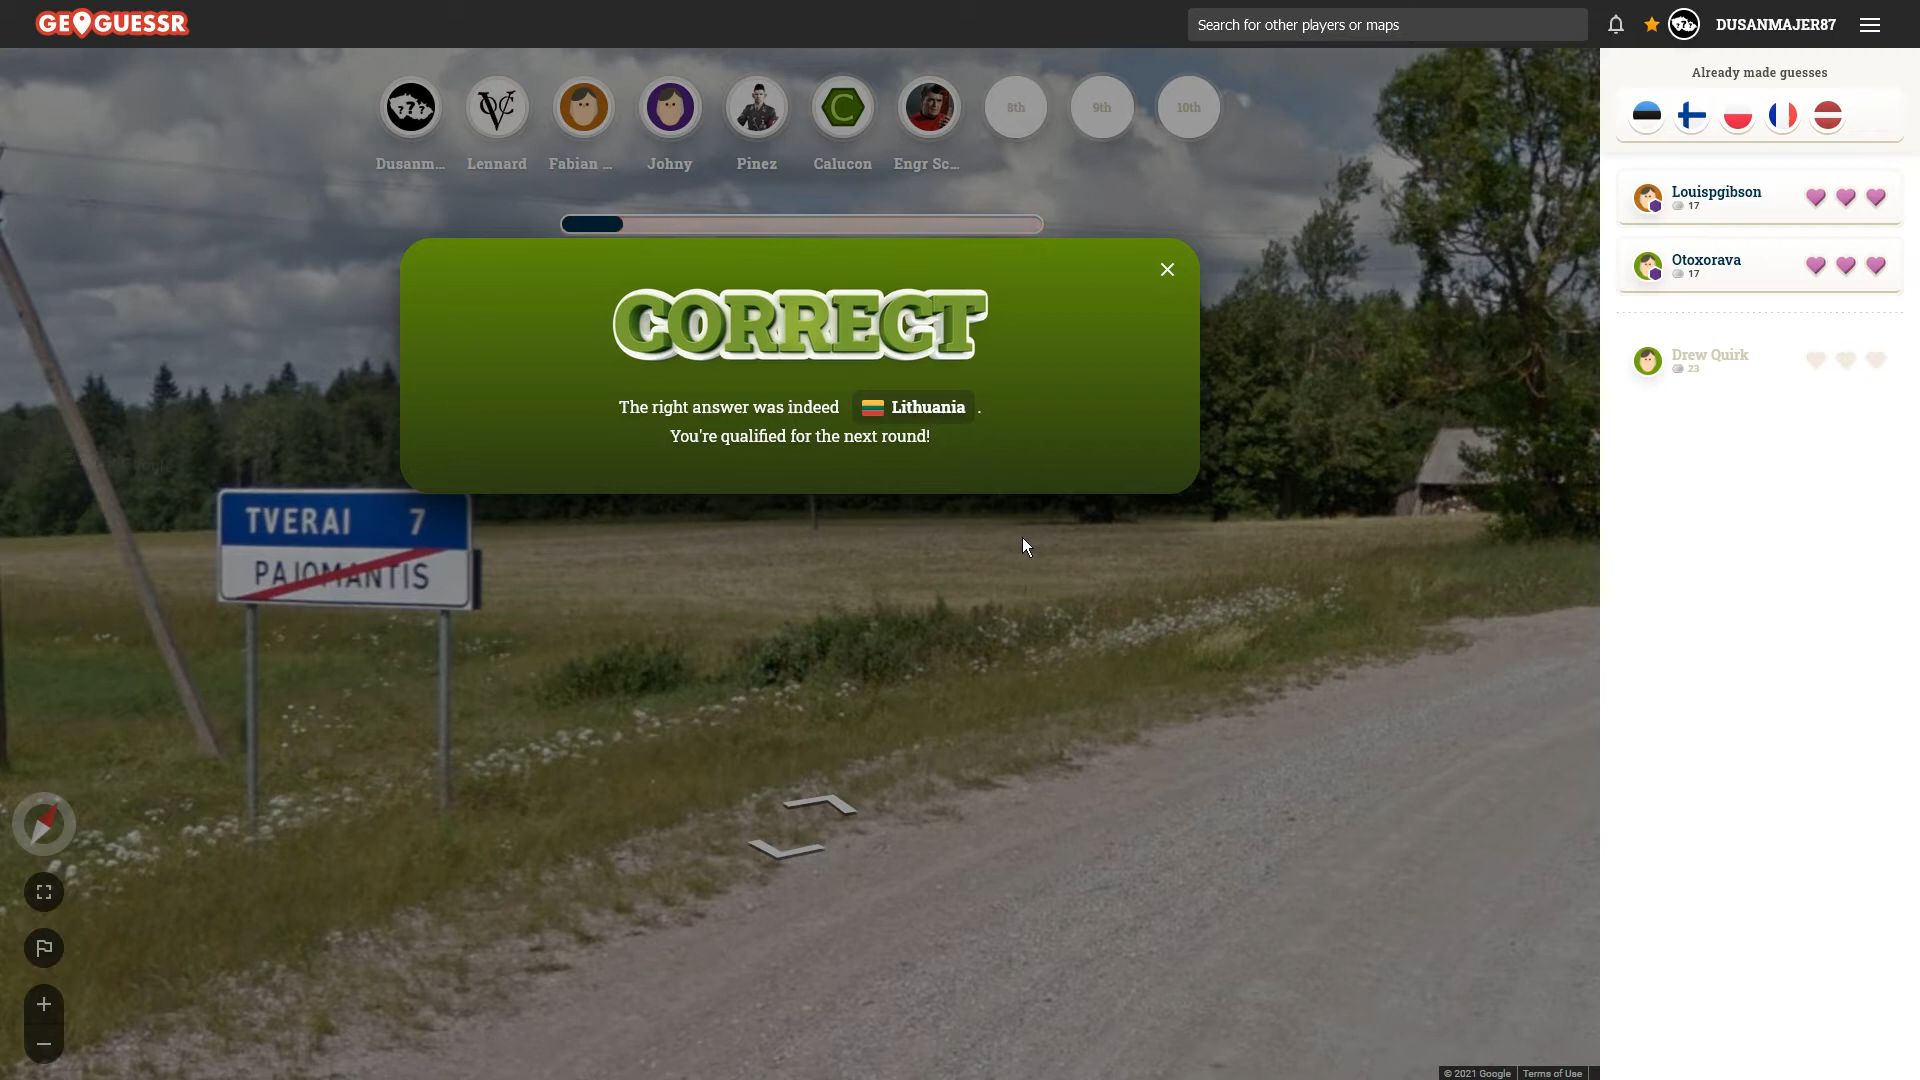 GEOGUESSR
Search for other players or maps
DUSANMAJER87
Already made guesses
8th
9th
10th
Dusanm...
Lennard
Fabian ...
Johny
Pinez
Calucon
Engr Sc...
Louispgibson
17
Otoxorava
17
Drew Quirk
23
CORRECT
The right answer was indeed Lithuania .
You're qualified for the next round!
TVERAI 7
PAJOMANTIS
© 2021 Google
Terms of Use